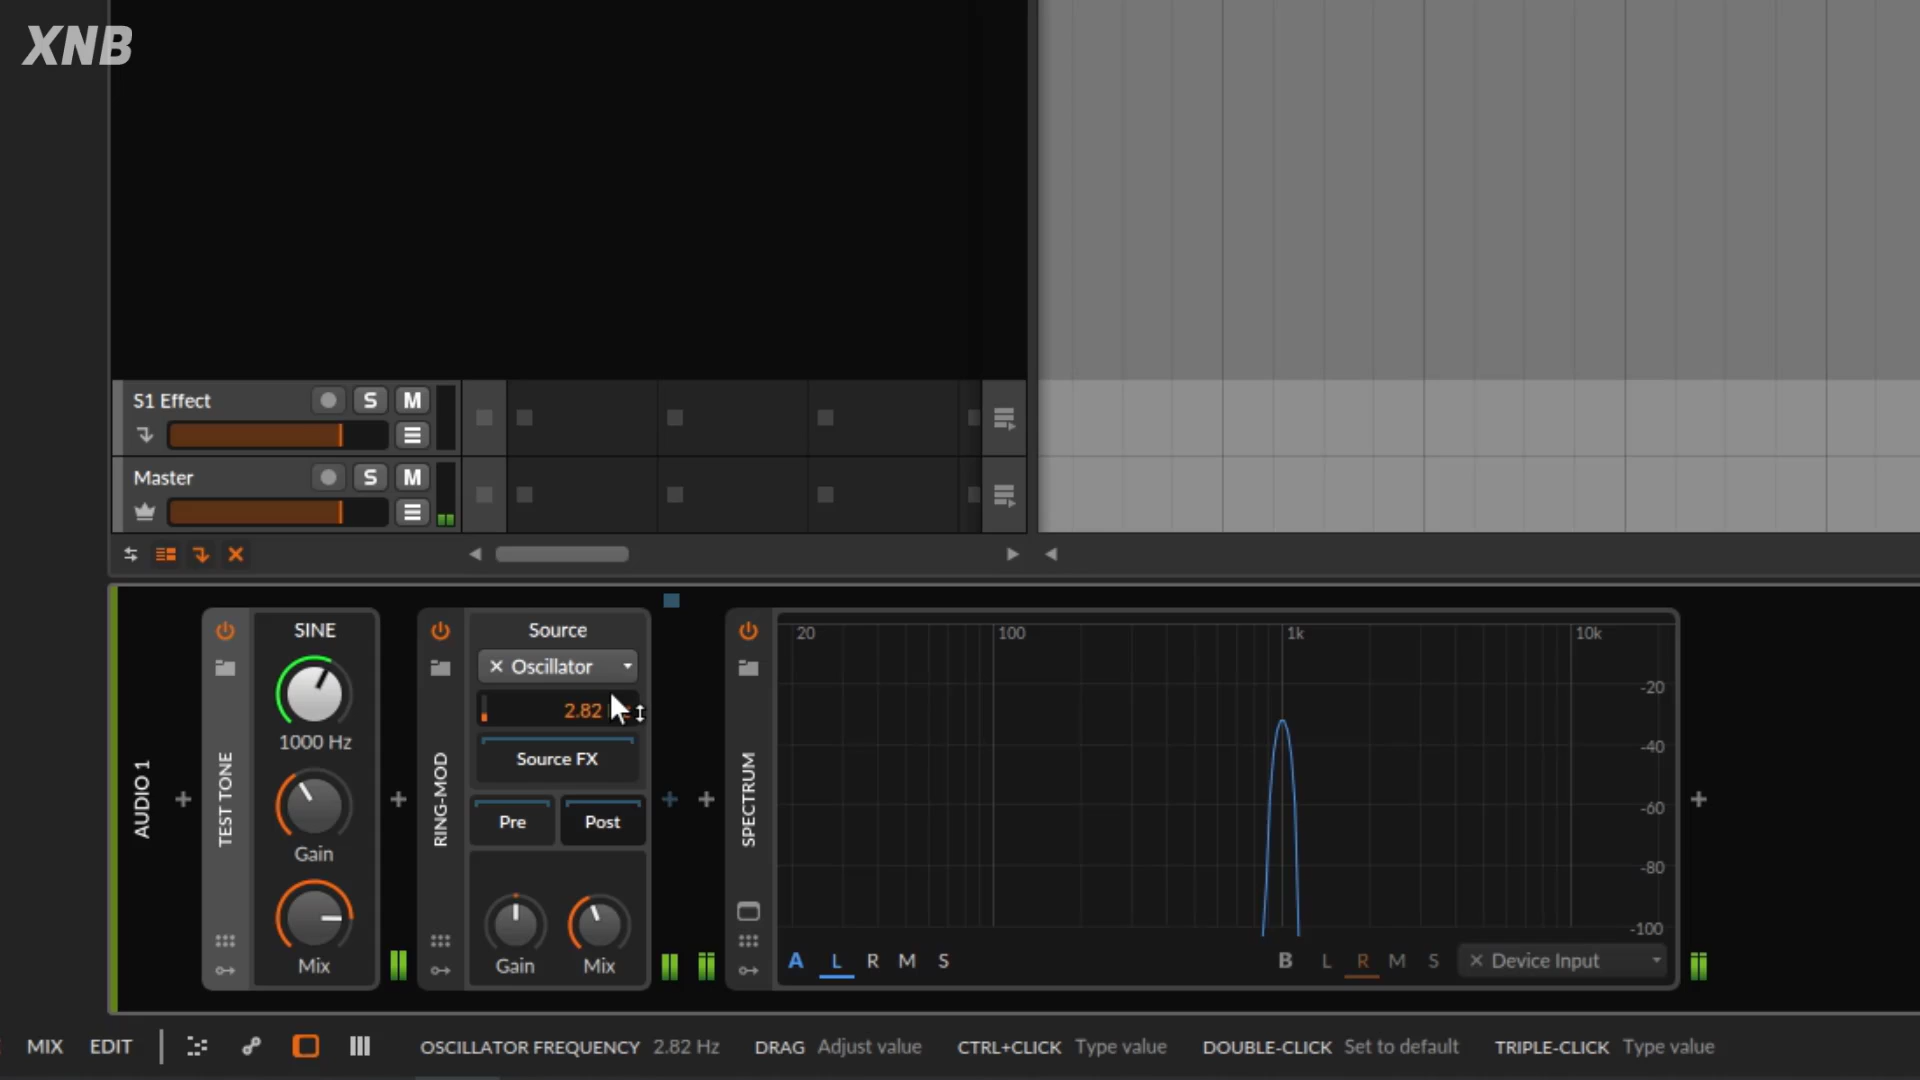 XNB
S1 Effect
S
M
Master
S
M
AUDIO 1
TEST TONE
SINE
1000 Hz
Gain
Mix
RING-MOD
Source
× Oscillator
2.82
Source FX
Pre
Post
Gain
Mix
SPECTRUM
20
100
1k
10k
-20
-40
-60
-80
-100
A L R M S
B L R M S
× Device Input
MIX EDIT
OSCILLATOR FREQUENCY 2.82 Hz DRAG Adjust value CTRL+CLICK Type value DOUBLE-CLICK Set to default TRIPLE-CLICK Type value